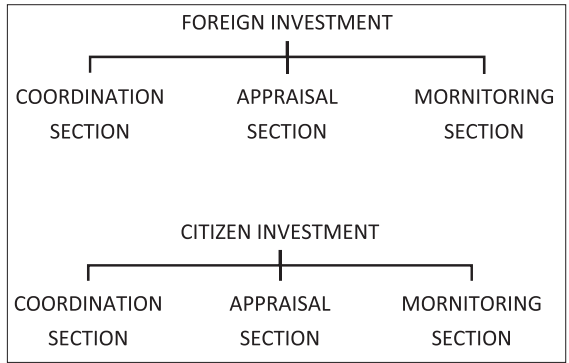 FOREIGN INVESTMENT
COORDINATION APPRAISAL MORNITORING
SECTION SECTION SECTION
CITIZEN INVESTMENT
COORDINATION APPRAISAL MORNITORING
SECTION SECTION SECTION